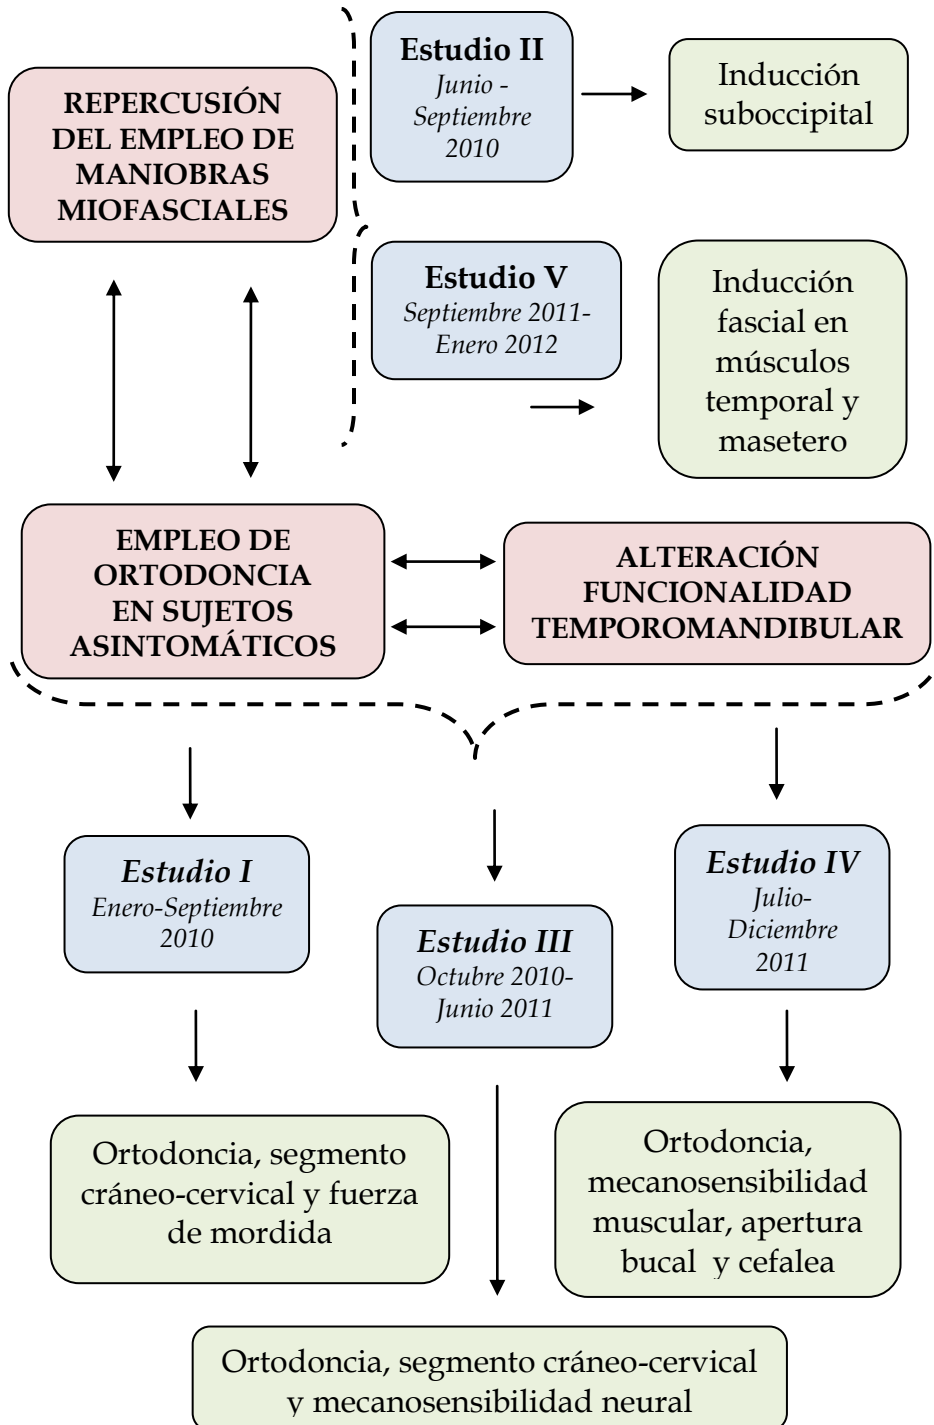 REPERCUSIÓN
DEL EMPLEO DE
MANIOBRAS
MIOFASCIALES
Estudio II
Junio -
Septiembre
2010
Inducción
suboccipital
Estudio V
Septiembre 2011-
Enero 2012
Inducción
fascial en
músculos
temporal y
masetero
EMPLEO DE
ORTODONCIA
EN SUJETOS
ASINTOMÁTICOS
ALTERACIÓN
FUNCIONALIDAD
TEMPOROMANDIBULAR
Estudio I
Enero-Septiembre
2010
Estudio III
Octubre 2010-
Junio 2011
Estudio IV
Julio-
Diciembre
2011
Ortodoncia, segmento
cráneo-cervical y fuerza
de mordida
Ortodoncia,
mecanosensibilidad
muscular, apertura
bucal y cefalea
Ortodoncia, segmento cráneo-cervical
y mecanosensibilidad neural